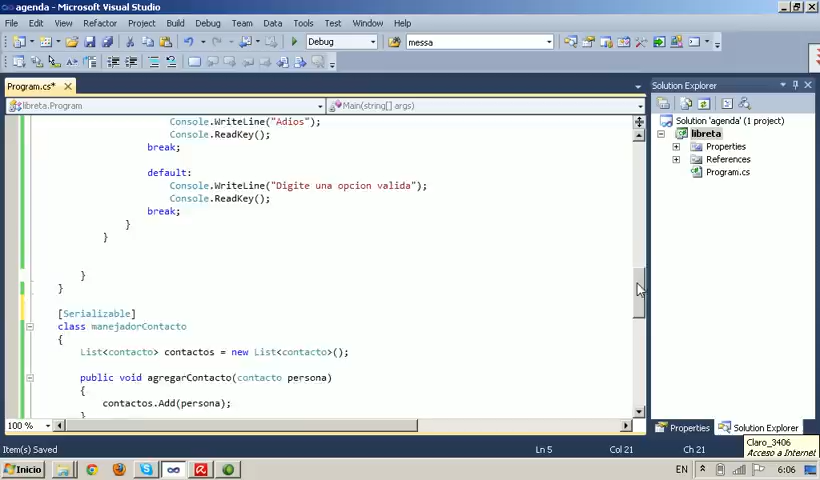 agenda - Microsoft Visual Studio
File Edit View Refactor Project Build Debug Team Data Tools Architecture Test Analyze Window Help
Debug messa
Program.cs* Solution Explorer
libreta.Program Main(string[] args)
Console.WriteLine("Adios");
Console.ReadKey();
break;
default:
Console.WriteLine("Digite una opcion valida");
Console.ReadKey();
break;
}
}
}
}
[Serializable]
class manejadorContacto
{
List<contacto> contactos = new List<contacto>();
public void agregarContacto(contacto persona)
{
contactos.Add(persona);
}
Solution 'agenda' (1 project)
libreta
Properties
References
Program.cs
100 %
Properties Solution Explorer
Item(s) Saved Ln 5 Col 21 Ch 21
Claro_3406
Acceso a Internet
Inicio EN 6:06